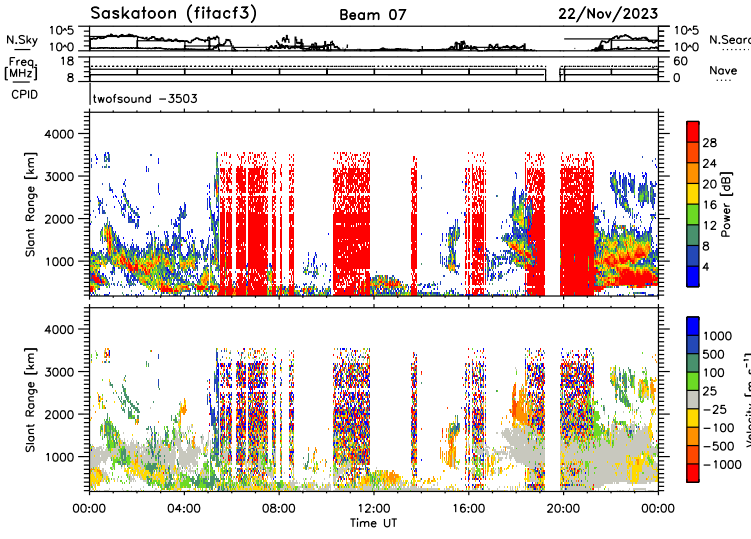 Saskatoon (fitacf3) Beam 07 22/Nov/2023
N.Sky 10^5 10^0 10^5 10^0 N.Searc
Freq. [MHz] 18 8 60 0 Nave
CPID twofsound -3503
Slant Range [km] 4000 3000 2000 1000
28 24 20 16 12 8 4 Power [dB]
Slant Range [km] 4000 3000 2000 1000
1000 500 100 25 -25 -100 -500 -1000 Velocity [m s^-1]
00:00 04:00 08:00 12:00 16:00 20:00 00:00
Time UT